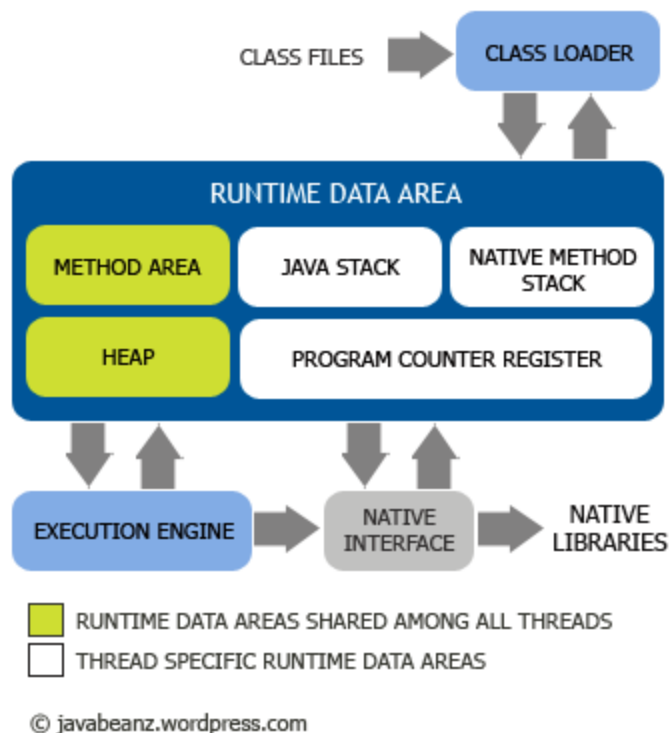 CLASS FILES
CLASS LOADER
RUNTIME DATA AREA
METHOD AREA
JAVA STACK
NATIVE METHOD
STACK
HEAP
PROGRAM COUNTER REGISTER
EXECUTION ENGINE
NATIVE
INTERFACE
NATIVE
LIBRARIES
RUNTIME DATA AREAS SHARED AMONG ALL THREADS
THREAD SPECIFIC RUNTIME DATA AREAS
© javabeanz.wordpress.com